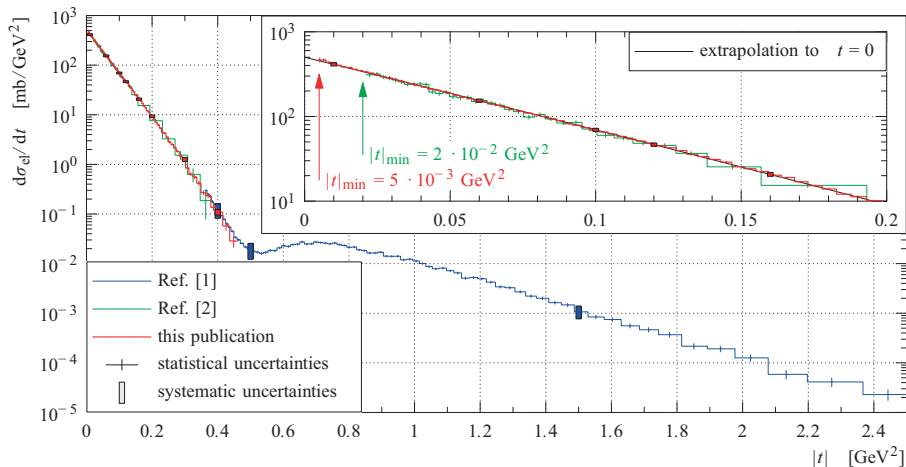 dσel/ dt [mb/GeV²]
10³
10²
10
1
10⁻¹
10⁻²
10⁻³
10⁻⁴
10⁻⁵
10³
10²
10
extrapolation to t = 0
|t|min = 2 · 10⁻² GeV²
|t|min = 5 · 10⁻³ GeV²
0 0.05 0.1 0.15 0.2
Ref. [1]
Ref. [2]
this publication
statistical uncertainties
systematic uncertainties
0 0.2 0.4 0.6 0.8 1 1.2 1.4 1.6 1.8 2 2.2 2.4
|t| [GeV²]